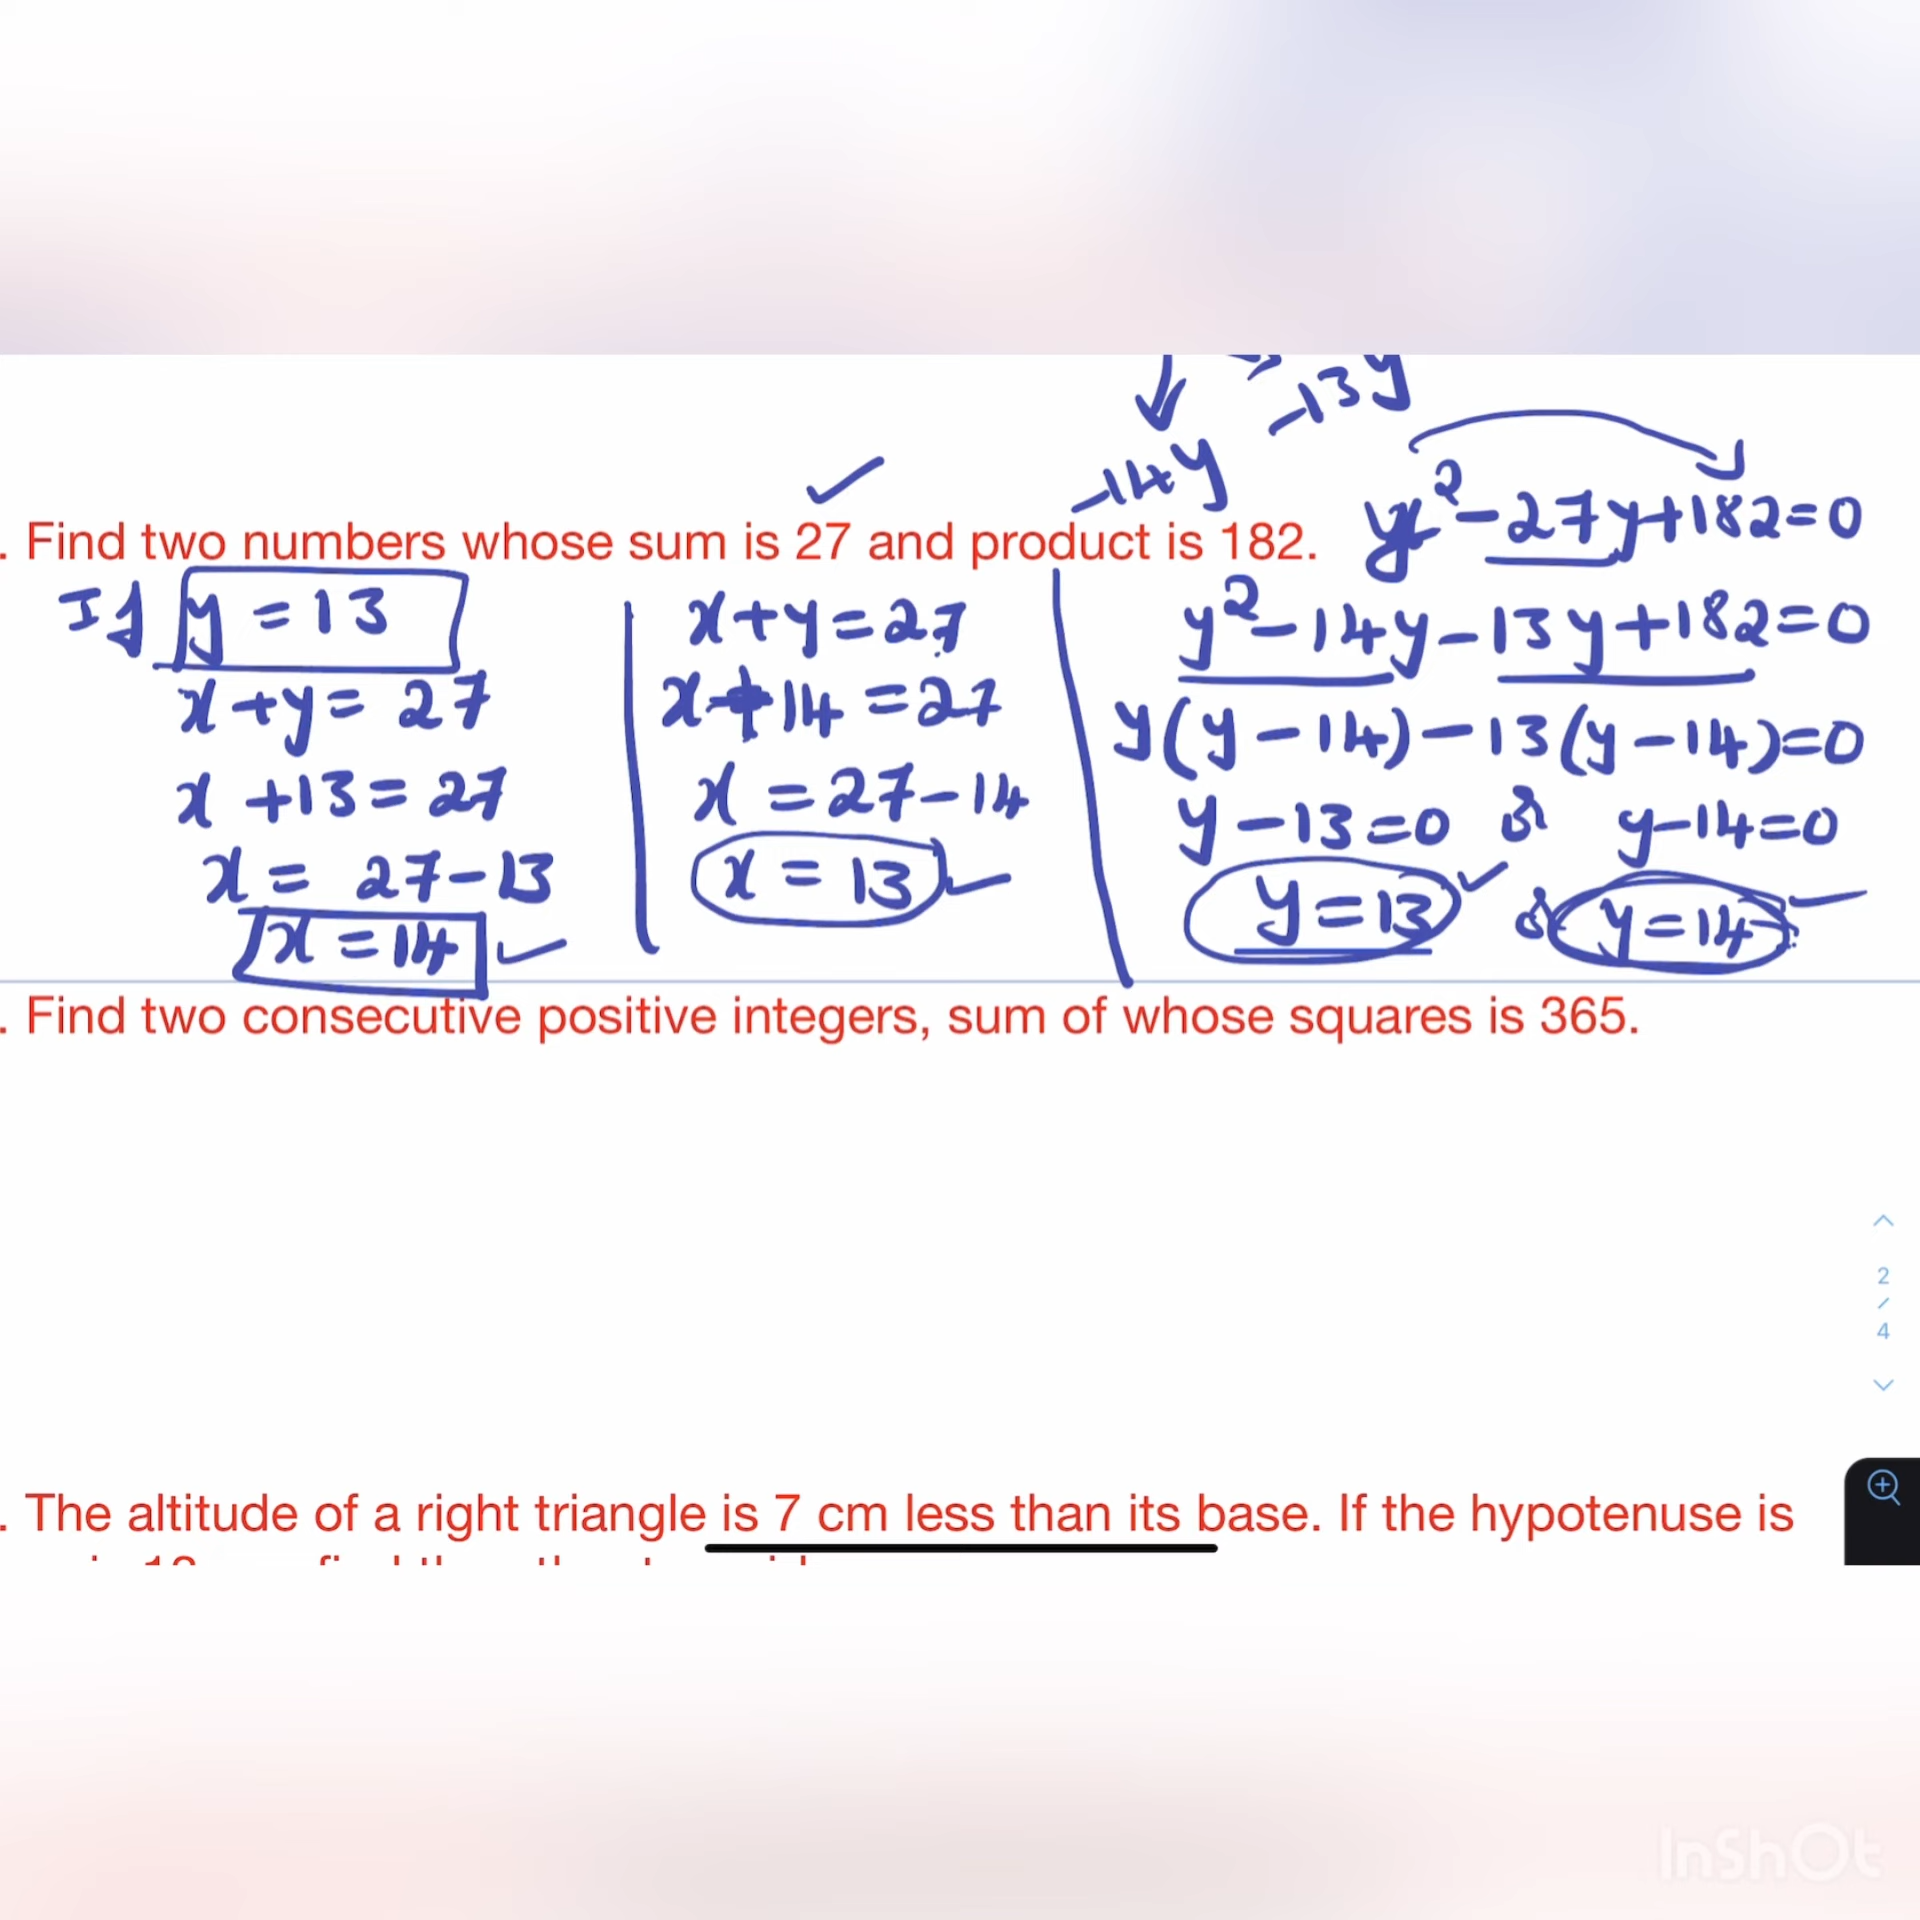 -13y
-14y
y²-27y+182=0
. Find two numbers whose sum is 27 and product is 182.
If y = 13
x+y= 27
x +13= 27
x = 27-13
x = 14
x+y=27
x+14 =27
x = 27-14
x = 13
y²-14y-13y+182=0
y(y-14)-13(y-14)=0
y-13=0 or y-14=0
y=13 or y=14
. Find two consecutive positive integers, sum of whose squares is 365.
2
/
4
. The altitude of a right triangle is 7 cm less than its base. If the hypotenuse is
InShOt